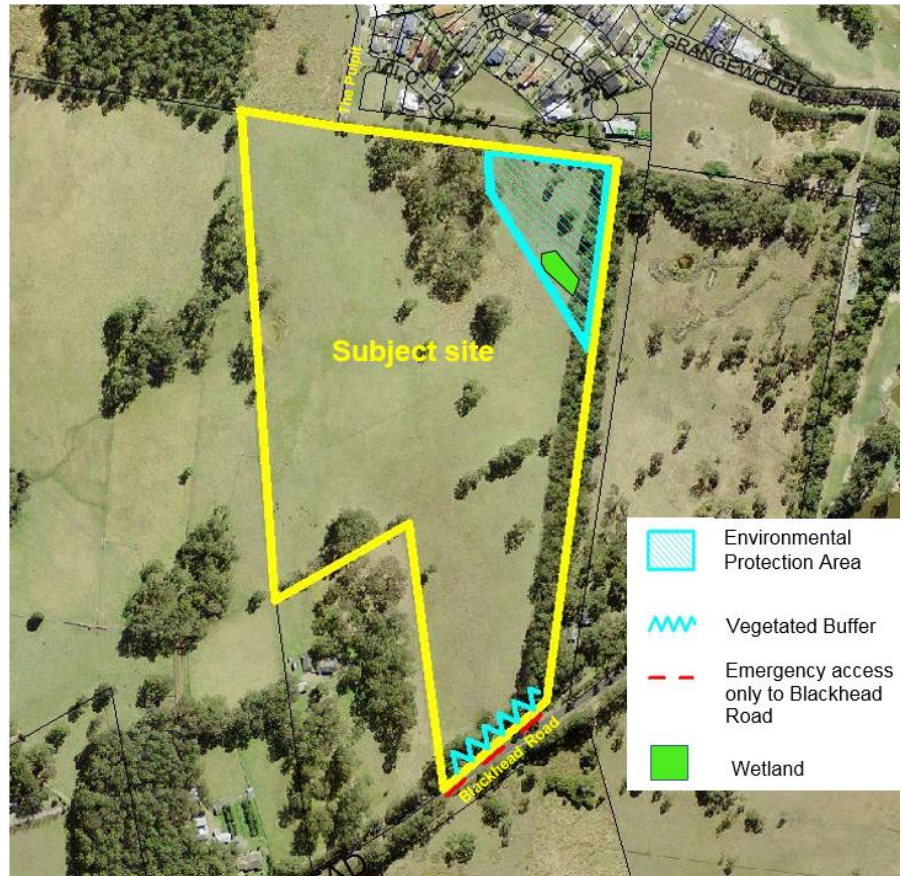 The Pulpit
CLOSE
GRANGEWOOD
Subject site
Environmental
Protection Area
Vegetated Buffer
Emergency access
only to Blackhead
Road
Wetland
Blackhead Road